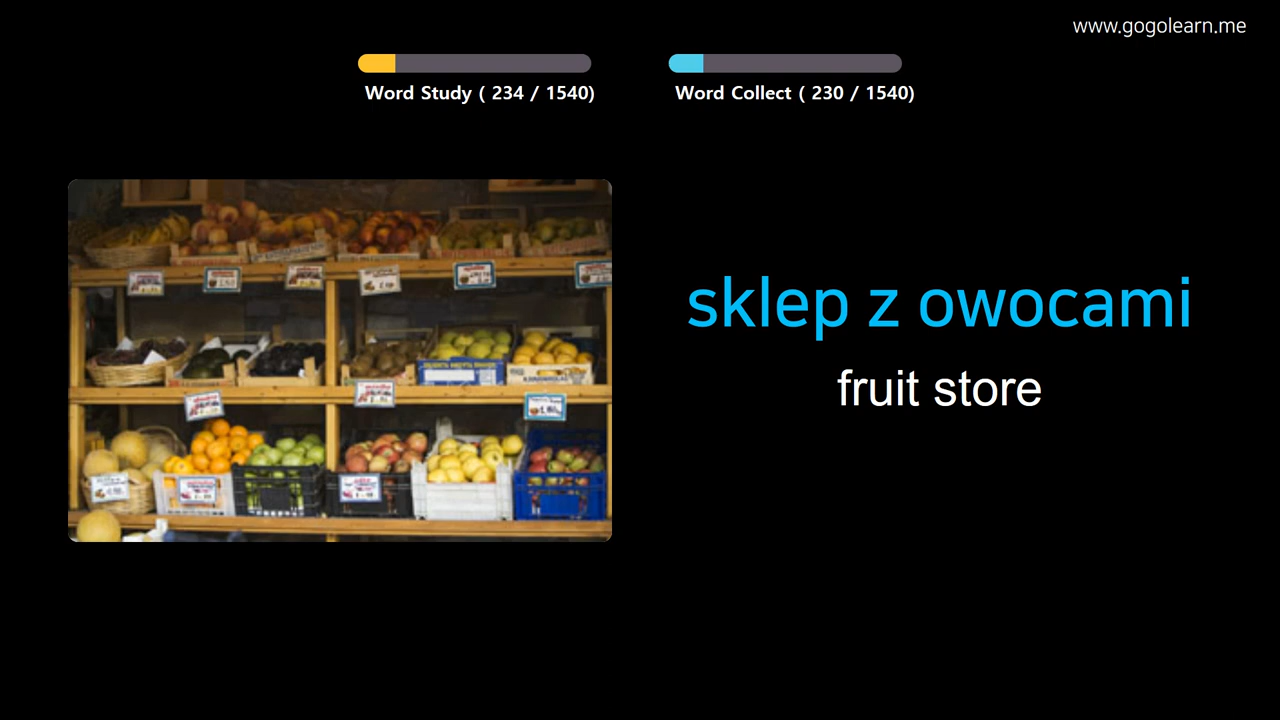 www.gogolearn.me
Word Study ( 234 / 1540)
Word Collect ( 230 / 1540)
sklep z owocami
fruit store